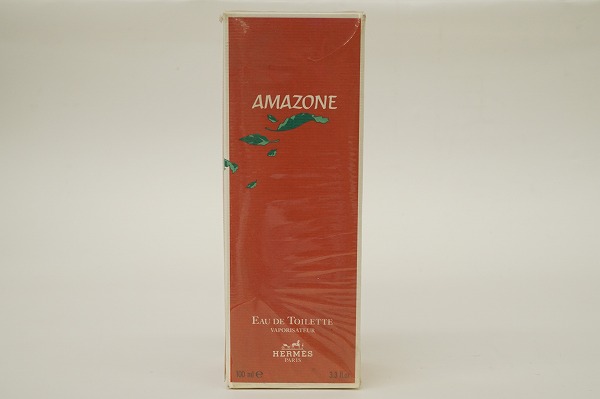 AMAZONE
EAU DE TOILETTE
VAPORISATEUR
HERMÈS
PARIS
100 ml ℮ 3.3 fl